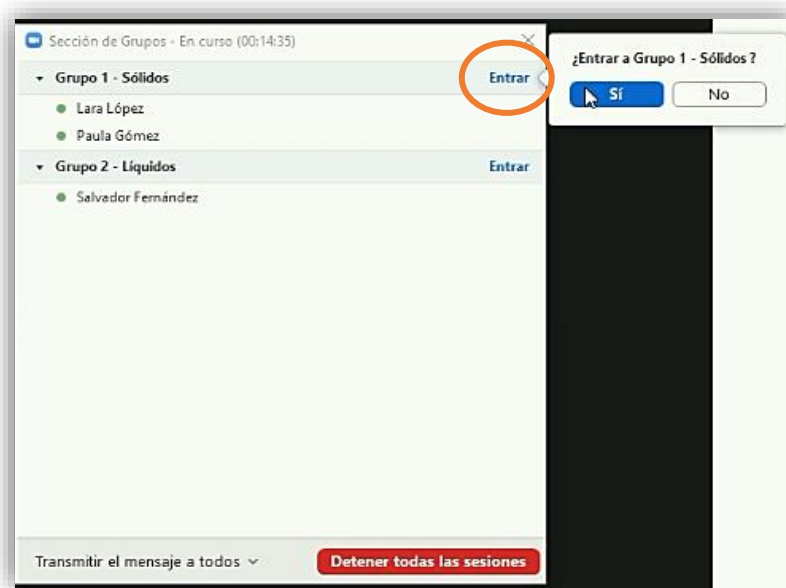 Sección de Grupos - En curso (00:14:35)
Grupo 1 - Sólidos Entrar
Lara López
Paula Gómez
Grupo 2 - Líquidos Entrar
Salvador Fernández
Transmitir el mensaje a todos Detener todas las sesiones
¿Entrar a Grupo 1 - Sólidos ?
Sí No